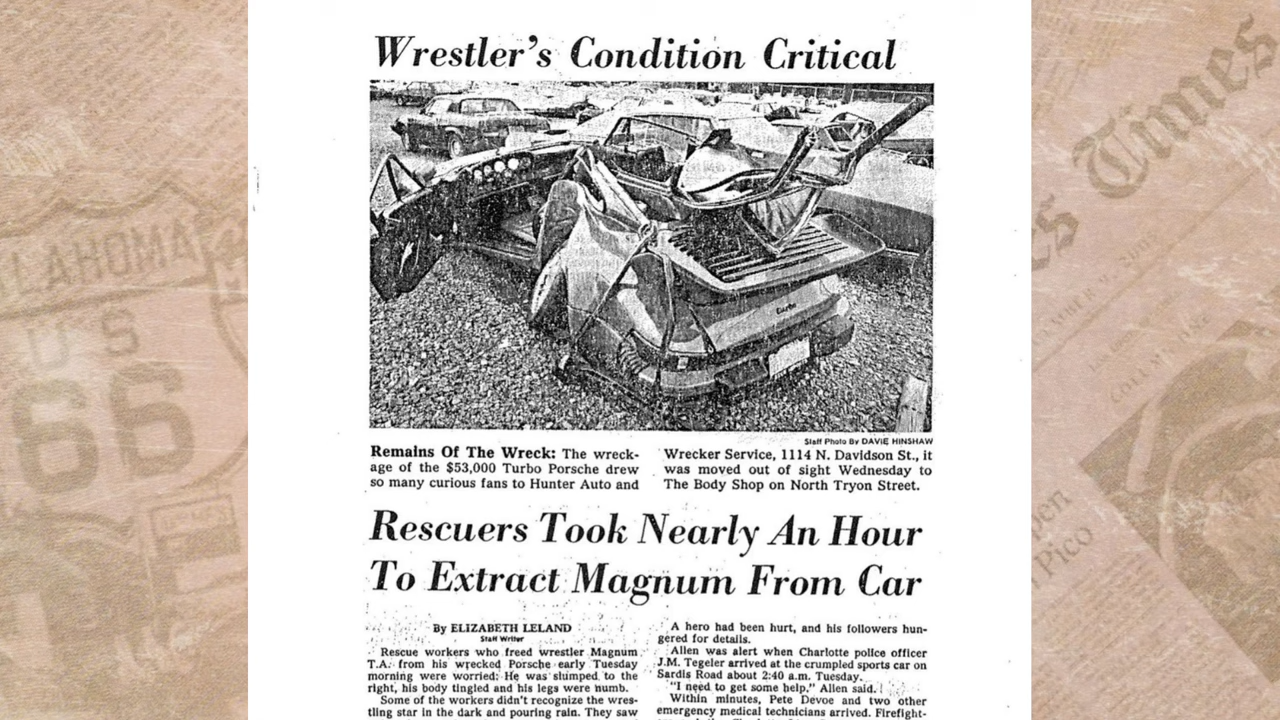 Wrestler's Condition Critical
Turbo
Staff Photo By DAVIE HINSHAW
Remains Of The Wreck: The wreck-
age of the $53,000 Turbo Porsche drew
so many curious fans to Hunter Auto and
Wrecker Service, 1114 N. Davidson St., it
was moved out of sight Wednesday to
The Body Shop on North Tryon Street.
Rescuers Took Nearly An Hour
To Extract Magnum From Car
By ELIZABETH LELAND
Staff Writer
Rescue workers who freed wrestler Magnum
T.A. from his wrecked Porsche early Tuesday
morning were worried: He was slumped to the
right, his body tingled and his legs were numb.
Some of the workers didn't recognize the wres-
tling star in the dark and pouring rain. They saw
A hero had been hurt, and his followers hun-
gered for details.
Allen was alert when Charlotte police officer
J.M. Tegeler arrived at the crumpled sports car on
Sardis Road about 2:40 a.m. Tuesday.
"I need to get some help," Allen said.
Within minutes, Pete Devoe and two other
emergency medical technicians arrived. Firefight-
LAHOMA
U S
66
Times
es
pen
Pico